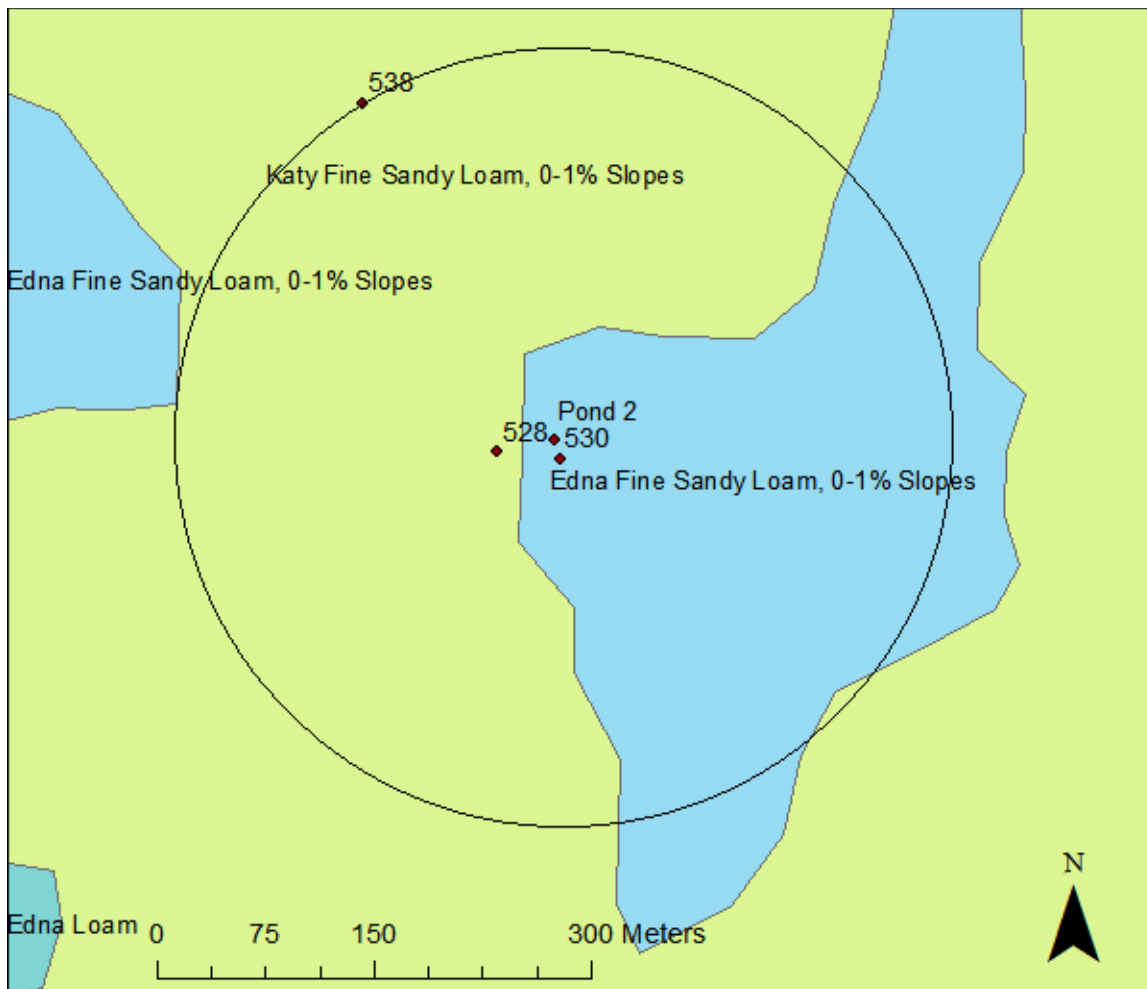 538
Katy Fine Sandy Loam, 0-1% Slopes
Edna Fine Sandy Loam, 0-1% Slopes
Pond 2
528
530
Edna Fine Sandy Loam, 0-1% Slopes
N
Edna Loam
0 75 150 300 Meters